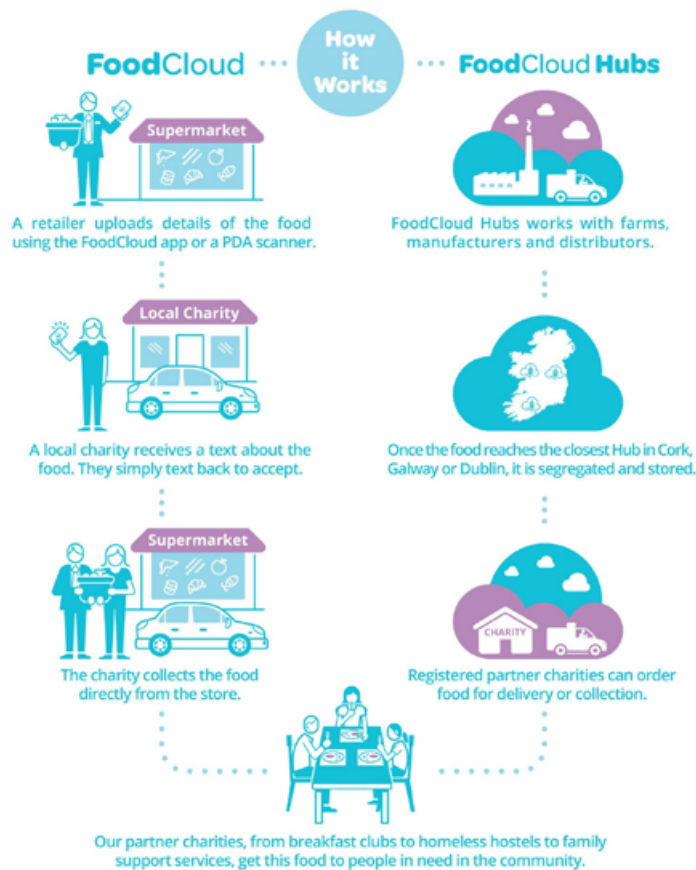 How
it
Works
FoodCloud
Supermarket
A retailer uploads details of the food
using the FoodCloud app or a PDA scanner.
Local Charity
A local charity receives a text about the
food. They simply text back to accept.
Supermarket
The charity collects the food
directly from the store.
FoodCloud Hubs
FoodCloud Hubs works with farms,
manufacturers and distributors.
Once the food reaches the closest Hub in Cork,
Galway or Dublin, it is segregated and stored.
CHARITY
Registered partner charities can order
food for delivery or collection.
Our partner charities, from breakfast clubs to homeless hostels to family
support services, get this food to people in need in the community.